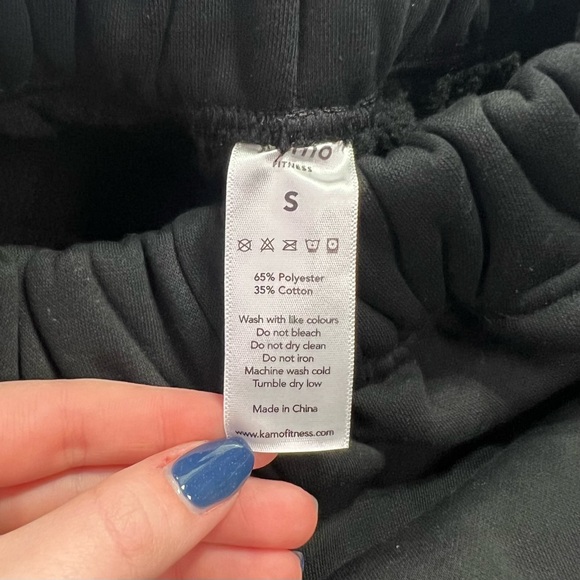 FITNESS
S
65% Polyester
35% Cotton
Wash with like colours
Do not bleach
Do not dry clean
Do not iron
Machine wash cold
Tumble dry low
Made in China
www.kamofitness.com